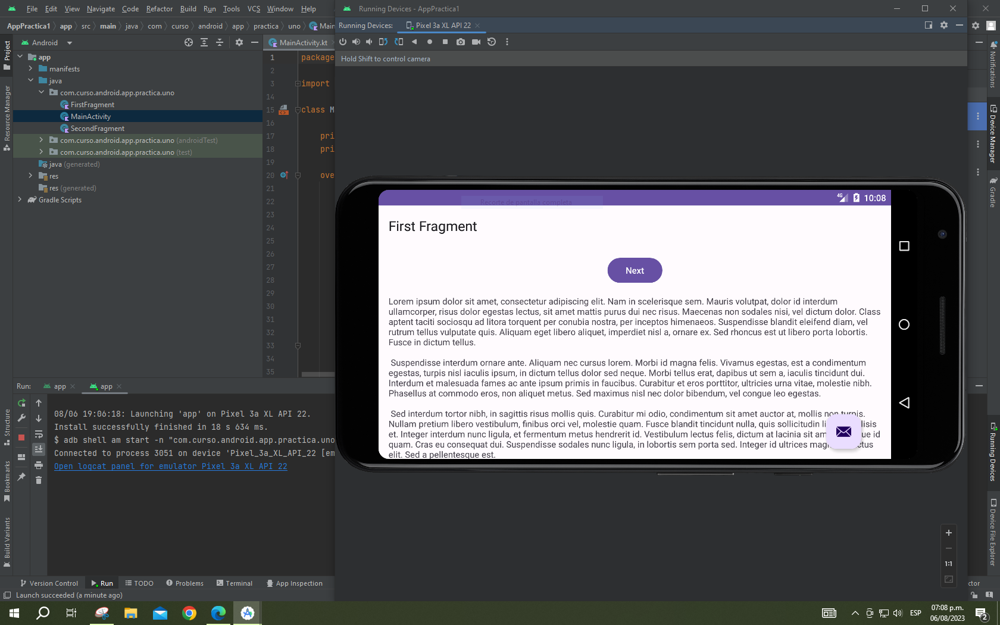 File Edit View Navigate Code Refactor Build Run Tools VCS Window Help
Running Devices - AppPractica1
AppPractica1 app src main java com curso android app practica uno Main
Running Devices: Pixel 3a XL API 22
Android
MainActivity.kt
Hold Shift to control camera
Project
Resource Manager
Structure
Bookmarks
Build Variants
app
manifests
java
com.curso.android.app.practica.uno
FirstFragment
MainActivity
SecondFragment
com.curso.android.app.practica.uno (androidTest)
com.curso.android.app.practica.uno (test)
java (generated)
res
res (generated)
Gradle Scripts
1 package
2
3 import
14
15 class M
16
17 pri
18 pri
19
20 ove
21
22
23
24
25
26
27
28
29
30
31
32
33
34
35
Recorte de pantalla completa
4G 10:08
First Fragment
Next
Lorem ipsum dolor sit amet, consectetur adipiscing elit. Nam in scelerisque sem. Mauris volutpat, dolor id interdum
ullamcorper, risus dolor egestas lectus, sit amet mattis purus dui nec risus. Maecenas non sodales nisi, vel dictum dolor. Class
aptent taciti sociosqu ad litora torquent per conubia nostra, per inceptos himenaeos. Suspendisse blandit eleifend diam, vel
rutrum tellus vulputate quis. Aliquam eget libero aliquet, imperdiet nisl a, ornare ex. Sed rhoncus est ut libero porta lobortis.
Fusce in dictum tellus.
Suspendisse interdum ornare ante. Aliquam nec cursus lorem. Morbi id magna felis. Vivamus egestas, est a condimentum
egestas, turpis nisl iaculis ipsum, in dictum tellus dolor sed neque. Morbi tellus erat, dapibus ut sem a, iaculis tincidunt dui.
Interdum et malesuada fames ac ante ipsum primis in faucibus. Curabitur et eros porttitor, ultricies urna vitae, molestie nibh.
Phasellus at commodo eros, non aliquet metus. Sed maximus nisl nec dolor bibendum, vel congue leo egestas.
Sed interdum tortor nibh, in sagittis risus mollis quis. Curabitur mi odio, condimentum sit amet auctor at, mollis non turpis.
Nullam pretium libero vestibulum, finibus orci vel, molestie quam. Fusce blandit tincidunt nulla, quis sollicitudin
et. Integer interdum nunc ligula, et fermentum metus hendrerit id. Vestibulum lectus felis, dictum at lacinia sit id
quam. Cras eu consequat dui. Suspendisse sodales nunc ligula, in lobortis sem porta sed. Integer id ultrices
elit. Sed a pellentesque est.
Notifications
Device Manager
Gradle
Running Devices
Device File Explorer
Run: app app
08/06 19:06:18: Launching 'app' on Pixel 3a XL API 22.
Install successfully finished in 18 s 634 ms.
$ adb shell am start -n "com.curso.android.app.practica.uno
Connected to process 3051 on device 'Pixel_3a_XL_API_22 [em
Open logcat panel for emulator Pixel 3a XL API 22
1:1
Version Control Run TODO Problems Terminal App Inspection ctor
Launch succeeded (a minute ago)
ESP 07:08 p.m.
06/08/2023 2